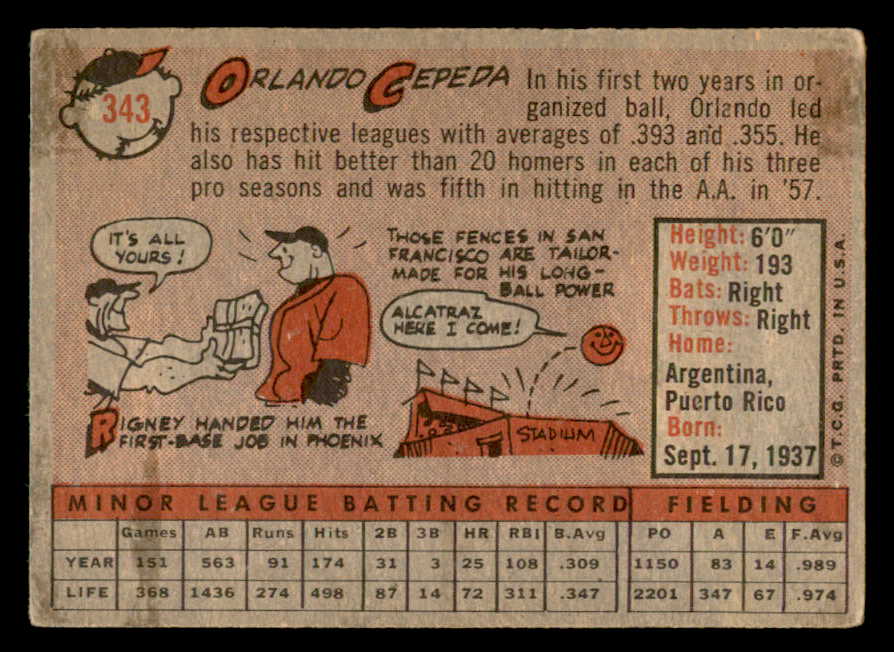 343
ORLANDO CEPEDA
In his first two years in or-
ganized ball, Orlando led
his respective leagues with averages of .393 and .355. He
also has hit better than 20 homers in each of his three
pro seasons and was fifth in hitting in the A.A. in '57.
IT'S ALL
YOURS!
RIGNEY HANDED HIM THE
FIRST-BASE JOB IN PHOENIX
THOSE FENCES IN SAN
FRANCISCO ARE TAILOR-
MADE FOR HIS LONG-
BALL POWER
ALCATRAZ
HERE I COME!
STADIUM
Height: 6'0"
Weight: 193
Bats: Right
Throws: Right
Home:
Argentina,
Puerto Rico
Born:
Sept. 17, 1937
© T.C.G. PRTD. IN U.S.A.
MINOR LEAGUE BATTING RECORD FIELDING
Games AB Runs Hits 2B 3B HR RBI B.Avg PO A E F.Avg
YEAR 151 563 91 174 31 3 25 108 .309 1150 83 14 .989
LIFE 368 1436 274 498 87 14 72 311 .347 2201 347 67 .974